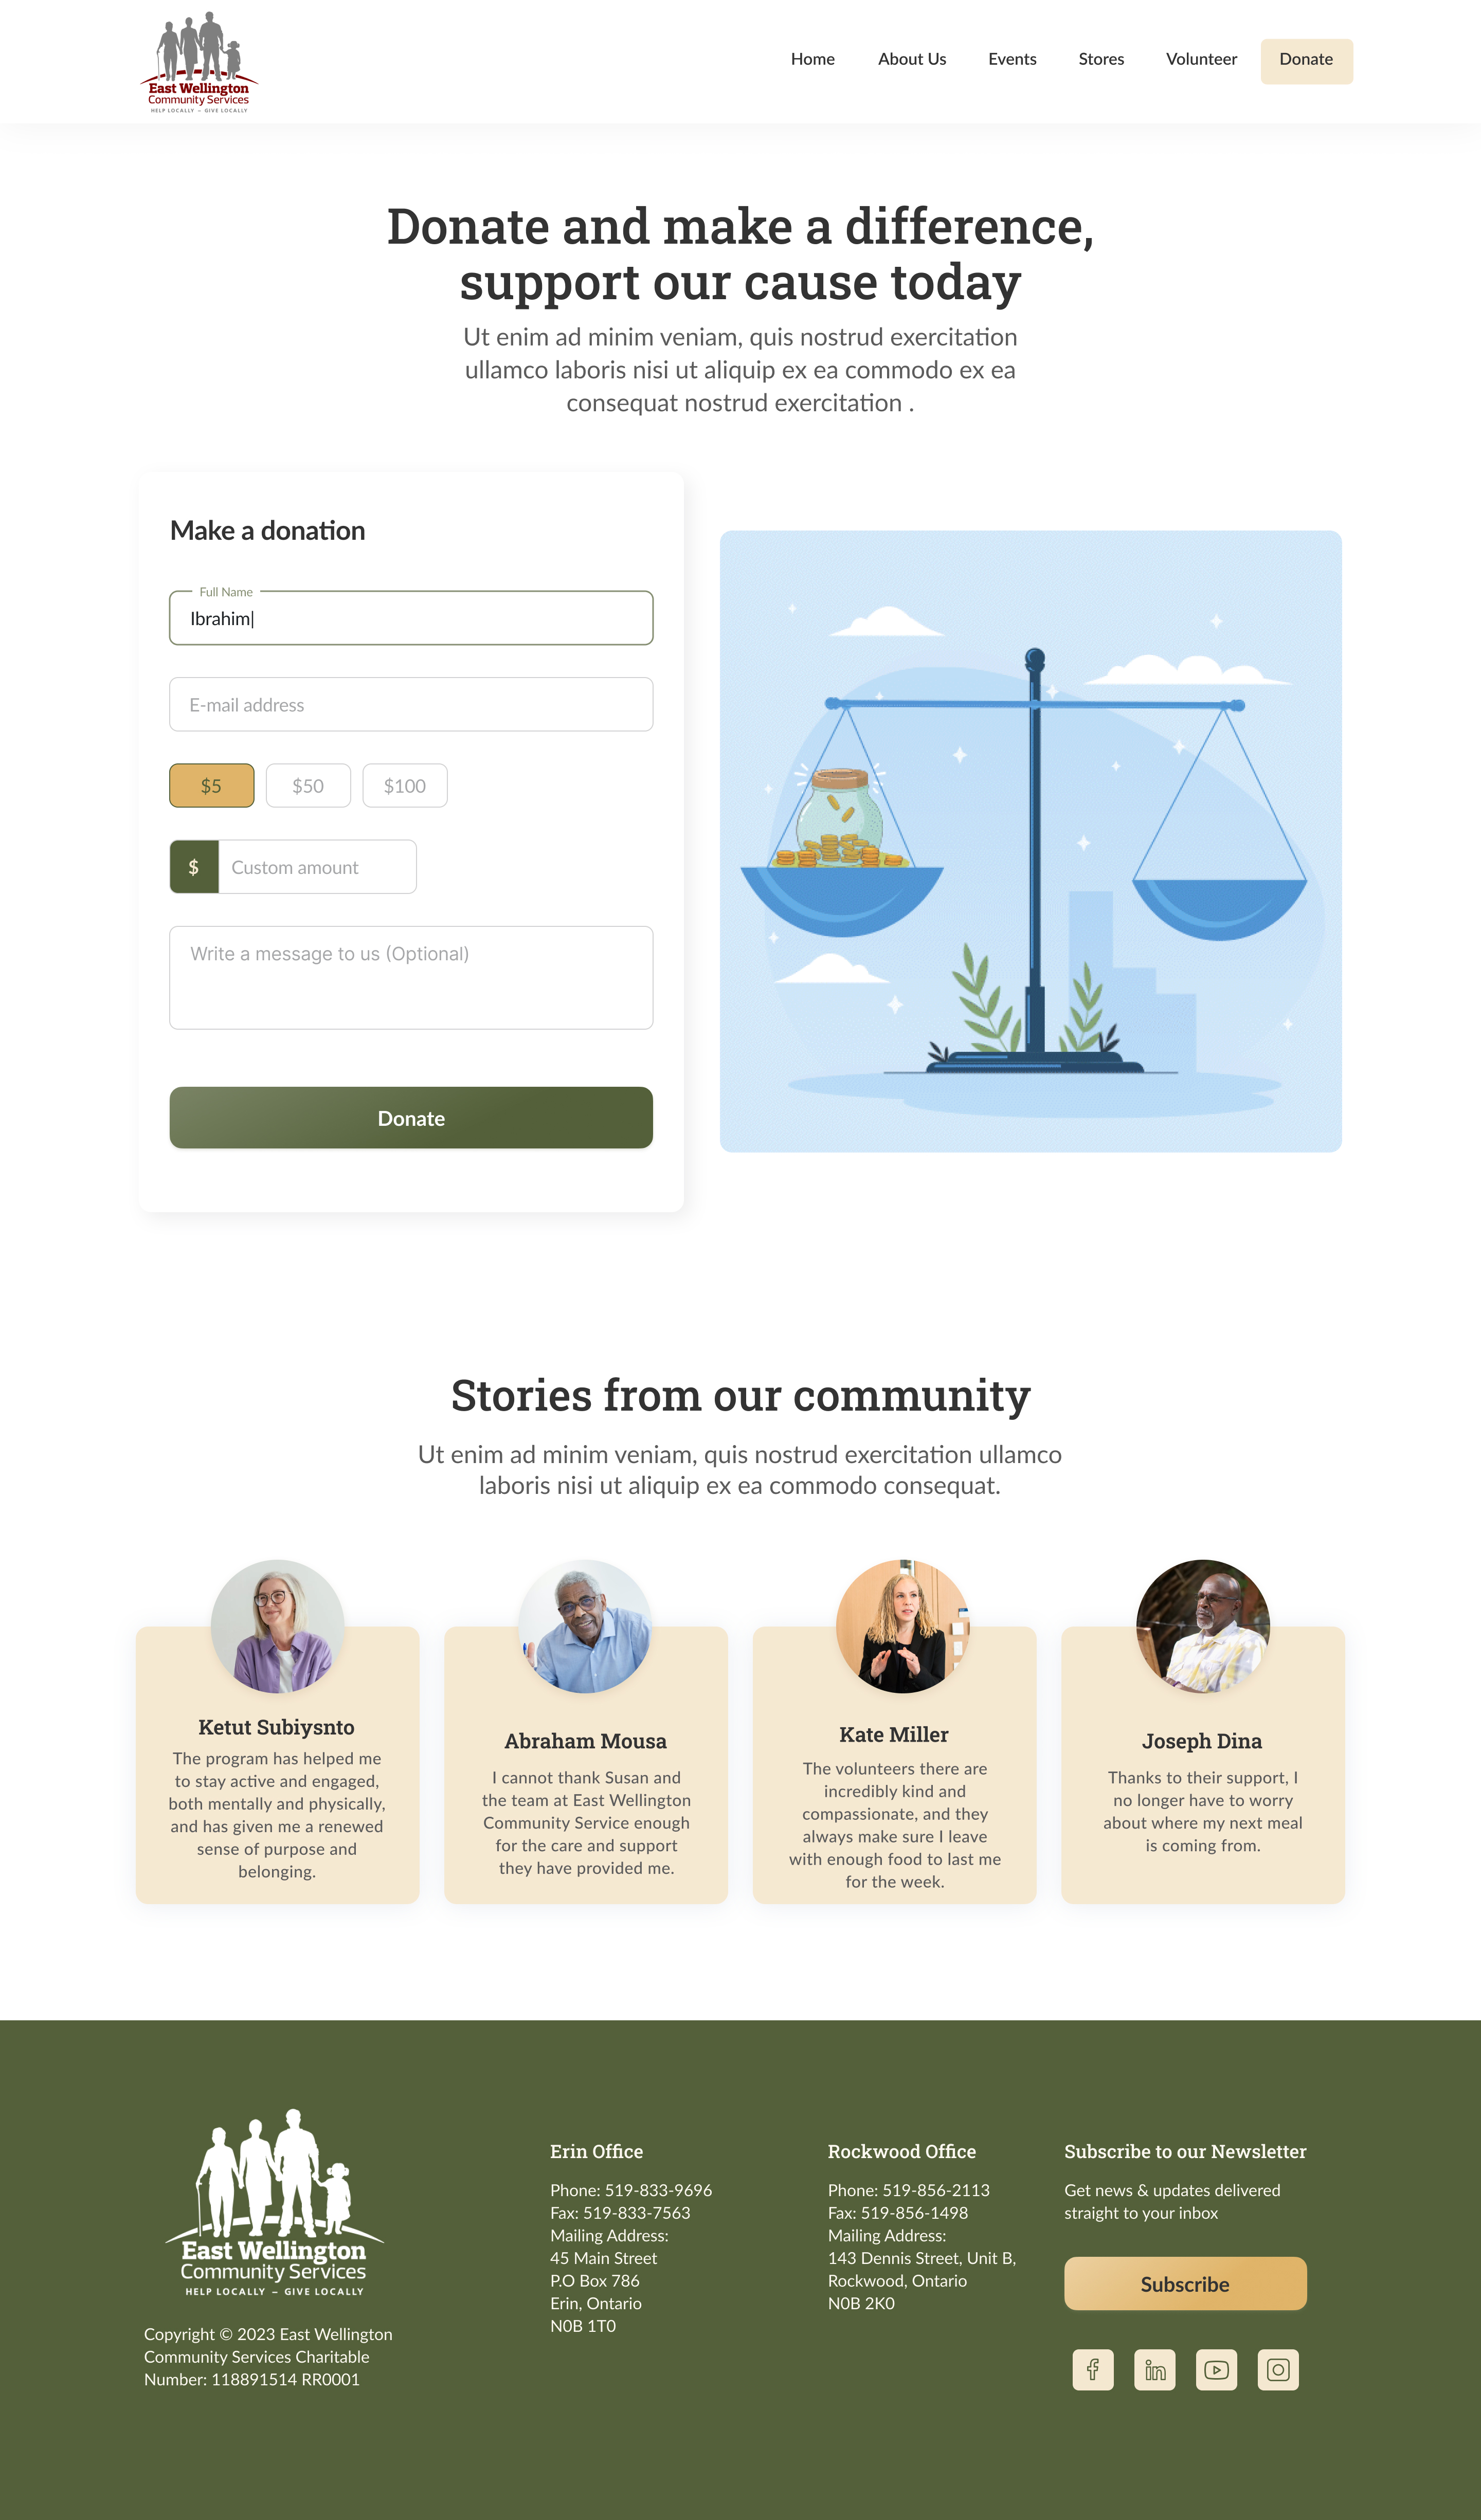 East Wellington
Community Services
HELP LOCALLY – GIVE LOCALLY
Home
About Us
Events
Stores
Volunteer
Donate
Donate and make a difference,
support our cause today
Ut enim ad minim veniam, quis nostrud exercitation
ullamco laboris nisi ut aliquip ex ea commodo ex ea
consequat nostrud exercitation .
Make a donation
Full Name
Ibrahim
E-mail address
$5
$50
$100
$
Custom amount
Write a message to us (Optional)
Donate
Stories from our community
Ut enim ad minim veniam, quis nostrud exercitation ullamco
laboris nisi ut aliquip ex ea commodo consequat.
Ketut Subiysnto
The program has helped me
to stay active and engaged,
both mentally and physically,
and has given me a renewed
sense of purpose and
belonging.
Abraham Mousa
I cannot thank Susan and
the team at East Wellington
Community Service enough
for the care and support
they have provided me.
Kate Miller
The volunteers there are
incredibly kind and
compassionate, and they
always make sure I leave
with enough food to last me
for the week.
Joseph Dina
Thanks to their support, I
no longer have to worry
about where my next meal
is coming from.
East Wellington
Community Services
HELP LOCALLY – GIVE LOCALLY
Copyright © 2023 East Wellington
Community Services Charitable
Number: 118891514 RR0001
Erin Office
Phone: 519-833-9696
Fax: 519-833-7563
Mailing Address:
45 Main Street
P.O Box 786
Erin, Ontario
N0B 1T0
Rockwood Office
Phone: 519-856-2113
Fax: 519-856-1498
Mailing Address:
143 Dennis Street, Unit B,
Rockwood, Ontario
N0B 2K0
Subscribe to our Newsletter
Get news & updates delivered
straight to your inbox
Subscribe